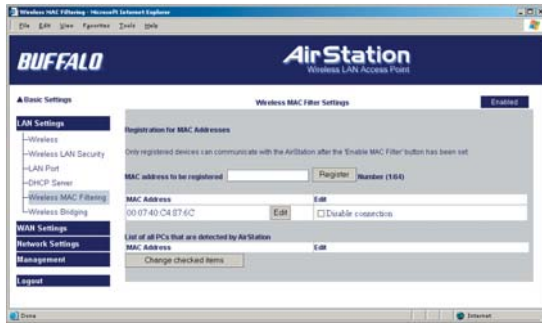 Wireless MAC Filtering - Microsoft Internet Explorer
File Edit View Favorites Tools Help
BUFFALO
AirStation
Wireless LAN Access Point
▲Basic Settings
Wireless MAC Filter Settings
Enabled
LAN Settings
Wireless
Wireless LAN Security
LAN Port
DHCP Server
Wireless MAC Filtering
Wireless Bridging
WAN Settings
Network Settings
Management
Logout
Registration for MAC Addresses
Only registered devices can communicate with the AirStation after the 'Enable MAC Filter' button has been set
MAC address to be registered Register Number (1/64)
MAC Address Edit
00:07:40:C4:87:6C Edit Disable connection
List of all PCs that are detected by AirStation
MAC Address Edit
Change checked items
Done
Internet